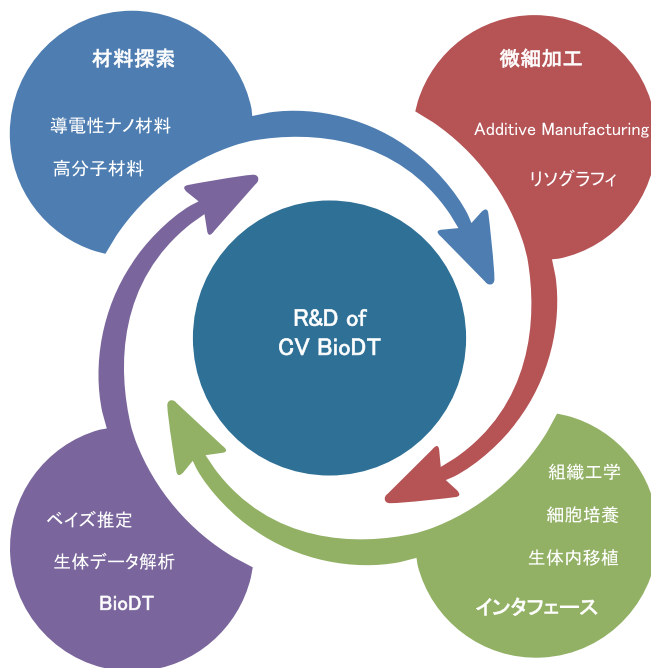 材料探索
導電性ナノ材料
高分子材料
微細加工
Additive Manufacturing
リソグラフィ
R&D of
CV BioDT
組織工学
細胞培養
生体内移植
インタフェース
ベイズ推定
生体データ解析
BioDT